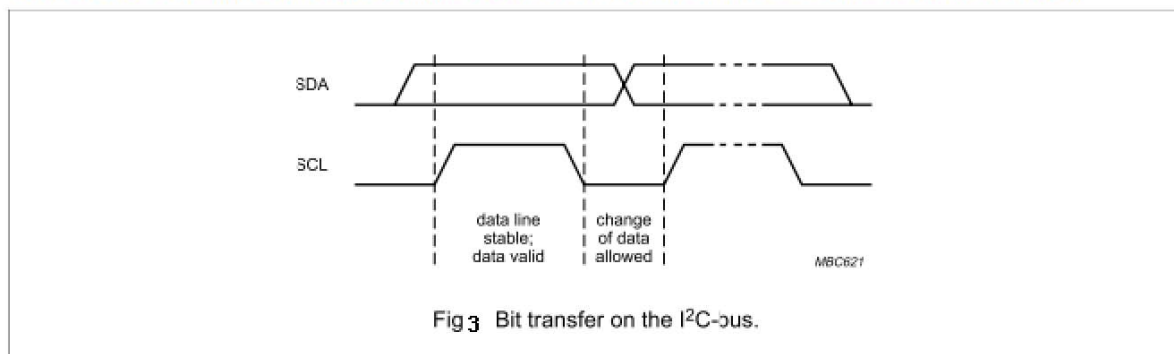 SDA
SCL
data line
stable;
data valid
change
of data
allowed
MBC621
Fig 3 Bit transfer on the I²C-bus.